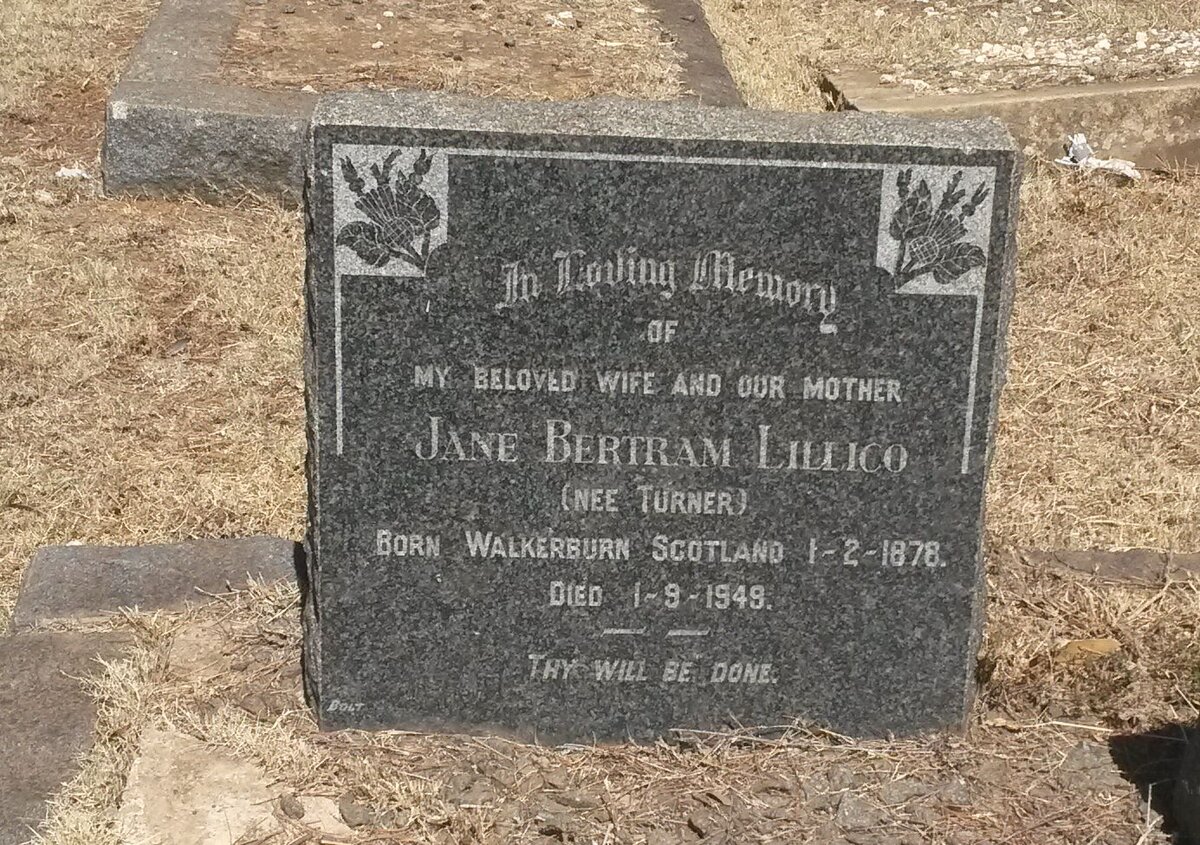 In Loving Memory
OF
MY BELOVED WIFE AND OUR MOTHER
JANE BERTRAM LILLICO
(NEE TURNER)
BORN WALKERBURN SCOTLAND 1-2-1878.
DIED 1-9-1949.
THY WILL BE DONE.
BOLT